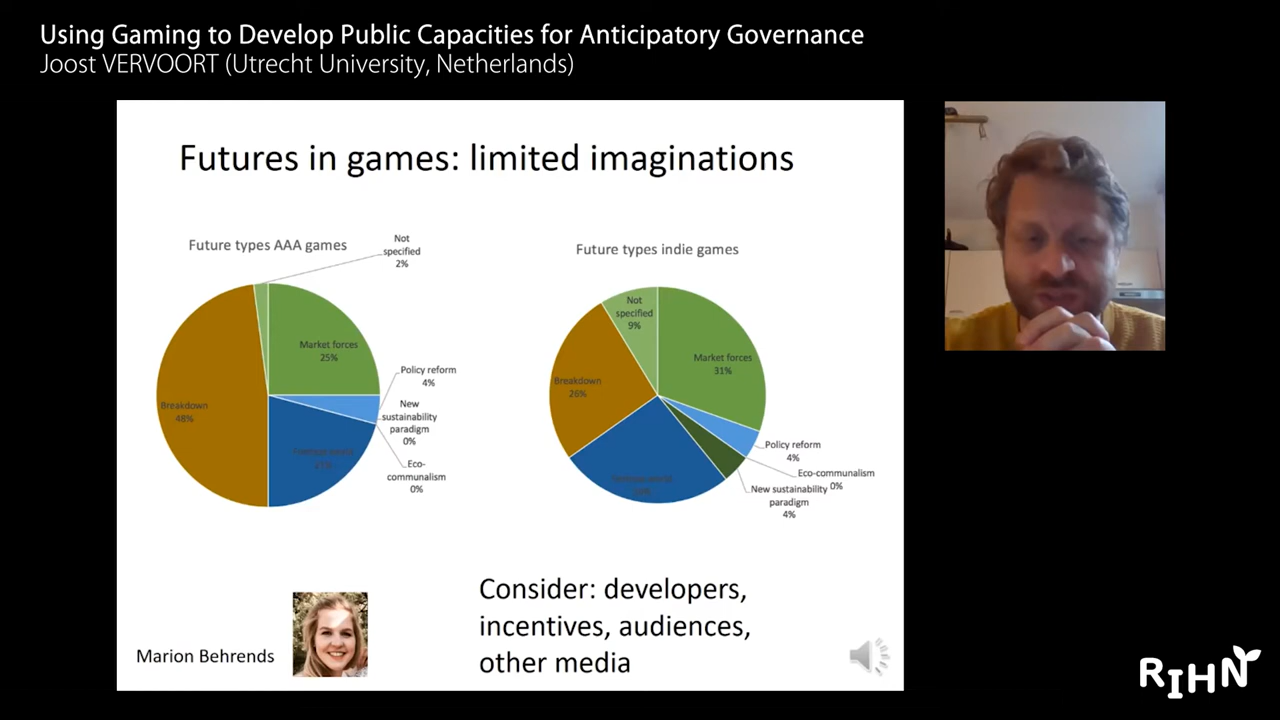 Using Gaming to Develop Public Capacities for Anticipatory Governance
Joost VERVOORT (Utrecht University, Netherlands)
Futures in games: limited imaginations
Future types AAA games
Not
specified
2%
Market forces
25%
Policy reform
4%
New
sustainability
paradigm
0%
Eco-
communalism
0%
Breakdown
48%
Future types indie games
Not
specified
9%
Market forces
31%
Breakdown
26%
Policy reform
4%
Eco-communalism
0%
New sustainability
paradigm
4%
Consider: developers,
incentives, audiences,
other media
Marion Behrends
RIHN